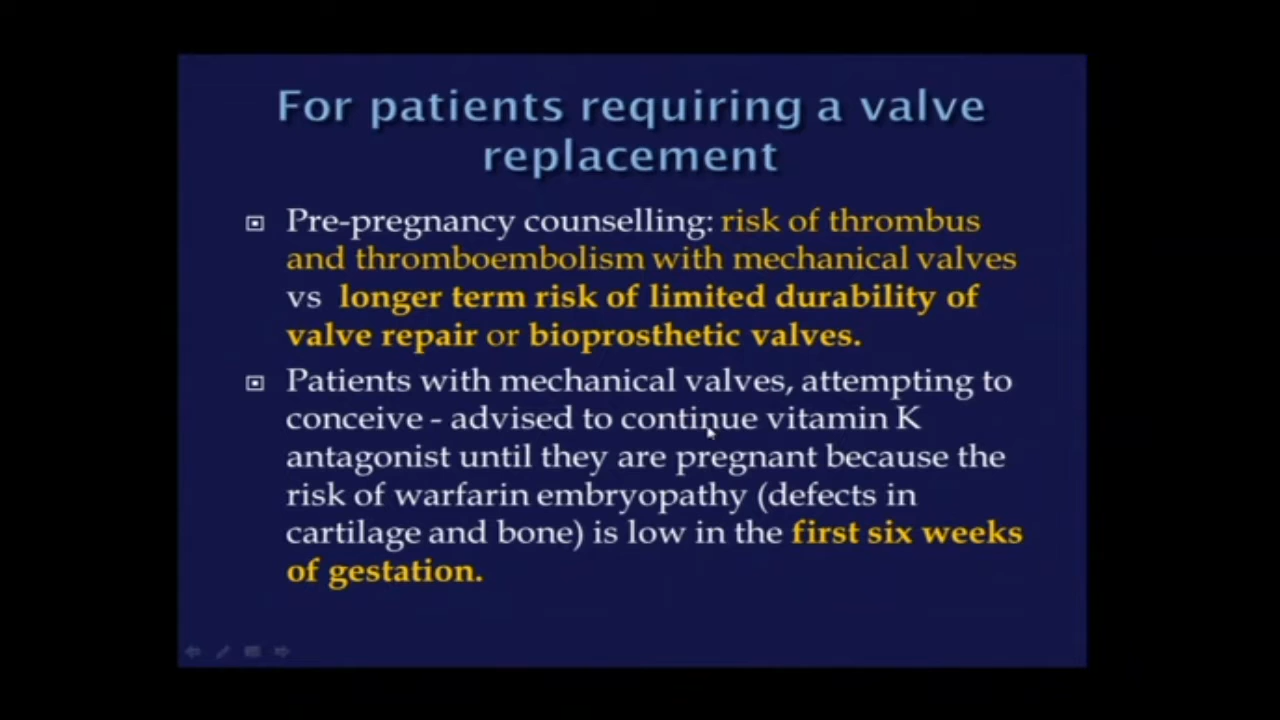 For patients requiring a valve
replacement
Pre-pregnancy counselling: risk of thrombus
and thromboembolism with mechanical valves
vs longer term risk of limited durability of
valve repair or bioprosthetic valves.
Patients with mechanical valves, attempting to
conceive - advised to continue vitamin K
antagonist until they are pregnant because the
risk of warfarin embryopathy (defects in
cartilage and bone) is low in the first six weeks
of gestation.